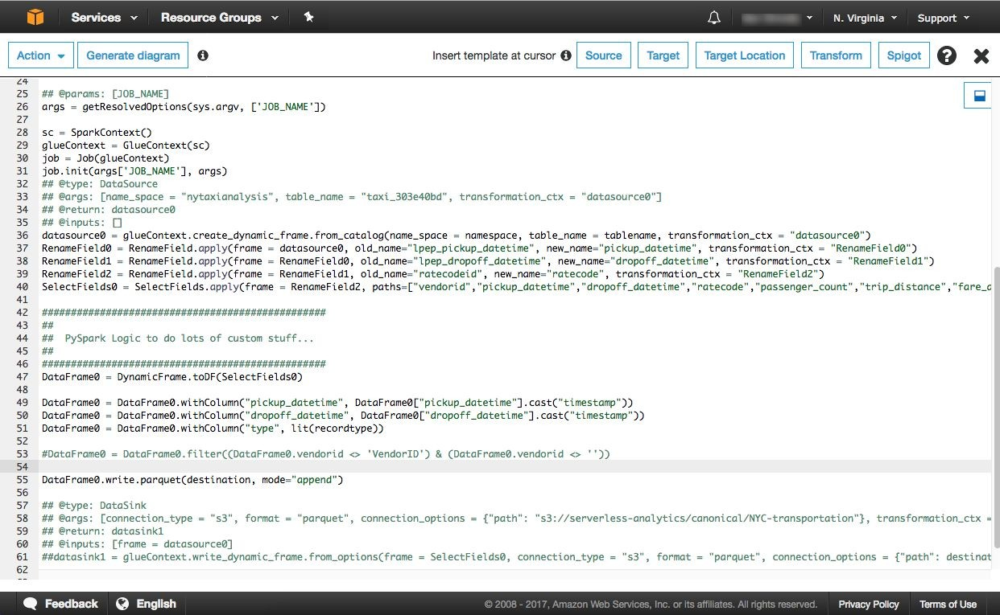 Services Resource Groups N. Virginia Support
Action Generate diagram Insert template at cursor Source Target Target Location Transform Spigot
24
25 ## @params: [JOB_NAME]
26 args = getResolvedOptions(sys.argv, ['JOB_NAME'])
27
28 sc = SparkContext()
29 glueContext = GlueContext(sc)
30 job = Job(glueContext)
31 job.init(args['JOB_NAME'], args)
32 ## @type: DataSource
33 ## @args: [name_space = "nytaxianalysis", table_name = "taxi_303e40bd", transformation_ctx = "datasource0"]
34 ## @return: datasource0
35 ## @inputs: []
36 datasource0 = glueContext.create_dynamic_frame.from_catalog(name_space = namespace, table_name = tablename, transformation_ctx = "datasource0")
37 RenameField0 = RenameField.apply(frame = datasource0, old_name="lpep_pickup_datetime", new_name="pickup_datetime", transformation_ctx = "RenameField0")
38 RenameField1 = RenameField.apply(frame = RenameField0, old_name="lpep_dropoff_datetime", new_name="dropoff_datetime", transformation_ctx = "RenameField1")
39 RenameField2 = RenameField.apply(frame = RenameField1, old_name="ratecodeid", new_name="ratecode", transformation_ctx = "RenameField2")
40 SelectFields0 = SelectFields.apply(frame = RenameField2, paths=["vendorid","pickup_datetime","dropoff_datetime","ratecode","passenger_count","trip_distance","fare_a
41
42 #################################################
43 ##
44 ## PySpark Logic to do lots of custom stuff...
45 ##
46 #################################################
47 DataFrame0 = DynamicFrame.toDF(SelectFields0)
48
49 DataFrame0 = DataFrame0.withColumn("pickup_datetime", DataFrame0["pickup_datetime"].cast("timestamp"))
50 DataFrame0 = DataFrame0.withColumn("dropoff_datetime", DataFrame0["dropoff_datetime"].cast("timestamp"))
51 DataFrame0 = DataFrame0.withColumn("type", lit(recordtype))
52
53 #DataFrame0 = DataFrame0.filter((DataFrame0.vendorid <> 'VendorID') & (DataFrame0.vendorid <> ''))
54
55 DataFrame0.write.parquet(destination, mode="append")
56
57 ## @type: DataSink
58 ## @args: [connection_type = "s3", format = "parquet", connection_options = {"path": "s3://serverless-analytics/canonical/NYC-transportation"}, transformation_ctx =
59 ## @return: datasink1
60 ## @inputs: [frame = datasource0]
61 ##datasink1 = glueContext.write_dynamic_frame.from_options(frame = SelectFields0, connection_type = "s3", format = "parquet", connection_options = {"path": destinat
62
Feedback English © 2008 - 2017, Amazon Web Services, Inc. or its affiliates. All rights reserved. Privacy Policy Terms of Use